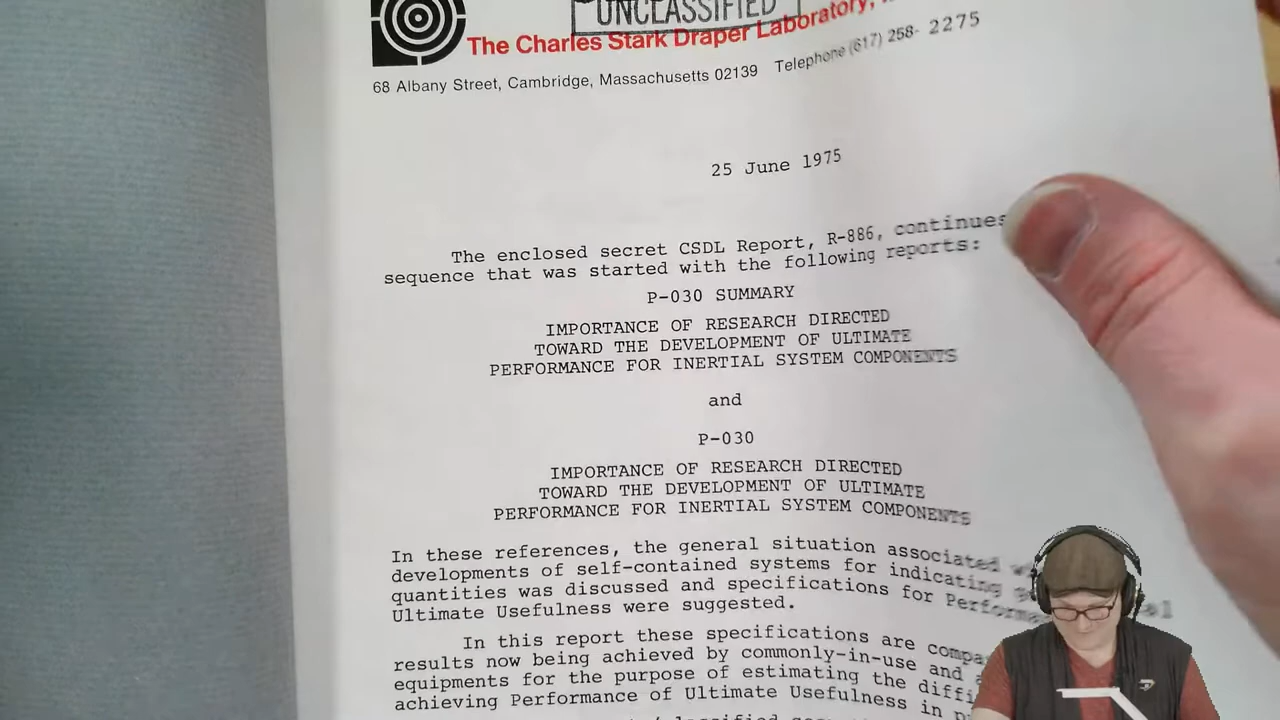 UNCLASSIFIED
The Charles Stark Draper Laboratory,
68 Albany Street, Cambridge, Massachusetts 02139 Telephone (617) 258- 2275
25 June 1975
The enclosed secret CSDL Report, R-886, continues
sequence that was started with the following reports:
P-030 SUMMARY
IMPORTANCE OF RESEARCH DIRECTED
TOWARD THE DEVELOPMENT OF ULTIMATE
PERFORMANCE FOR INERTIAL SYSTEM COMPONENTS
and
P-030
IMPORTANCE OF RESEARCH DIRECTED
TOWARD THE DEVELOPMENT OF ULTIMATE
PERFORMANCE FOR INERTIAL SYSTEM COMPONENTS
In these references, the general situation associated
developments of self-contained systems for indicating
quantities was discussed and specifications for
Ultimate Usefulness were suggested.
In this report these specifications are
results now being achieved by commonly-in-use and
equipments for the purpose of estimating the
achieving Performance of Ultimate Usefulness in